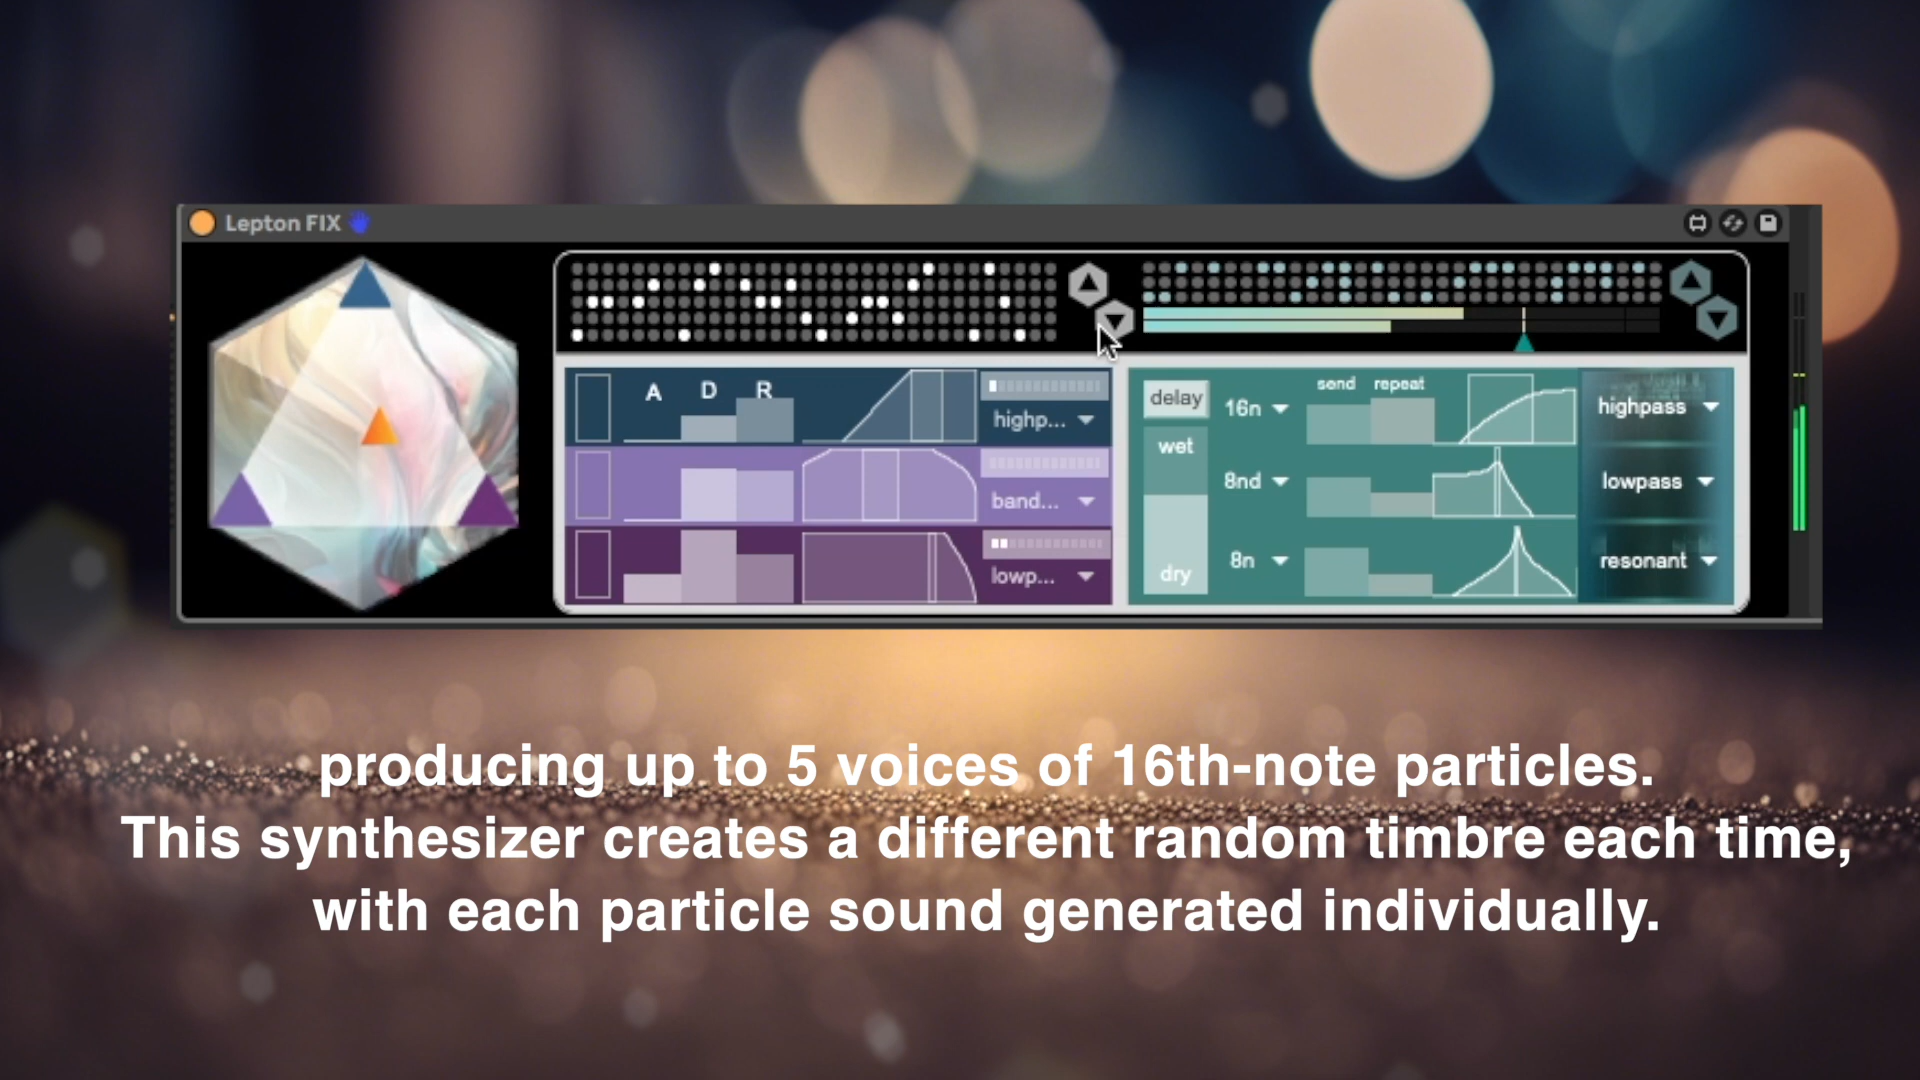 Lepton FIX
A D R
highp...
band...
lowp...
delay
wet
dry
16n
8nd
8n
send repeat
highpass
lowpass
resonant
producing up to 5 voices of 16th-note particles.
This synthesizer creates a different random timbre each time,
with each particle sound generated individually.